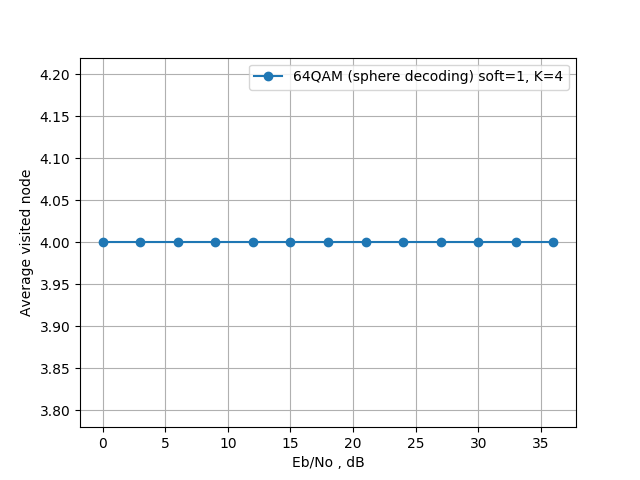 64QAM (sphere decoding) soft=1, K=4
4.20
4.15
4.10
4.05
4.00
3.95
3.90
3.85
3.80
Average visited node
0 5 10 15 20 25 30 35
Eb/No , dB